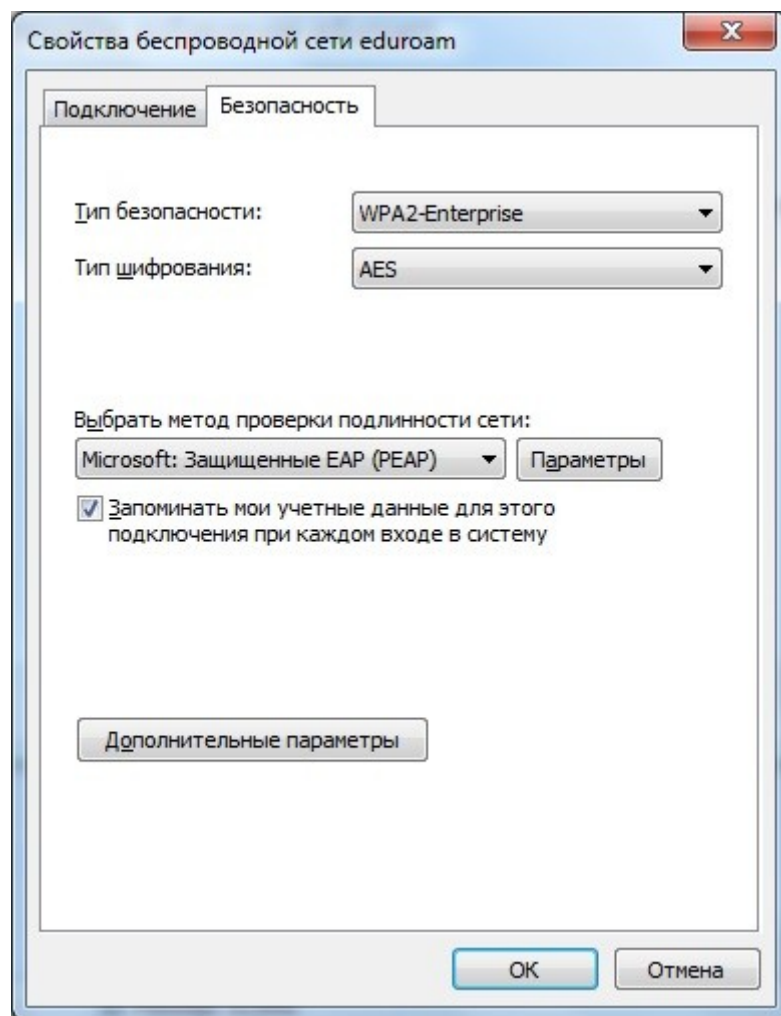 Свойства беспроводной сети eduroam
Подключение
Безопасность
Тип безопасности:
WPA2-Enterprise
Тип шифрования:
AES
Выбрать метод проверки подлинности сети:
Microsoft: Защищенные EAP (PEAP)
Параметры
Запоминать мои учетные данные для этого
подключения при каждом входе в систему
Дополнительные параметры
ОК
Отмена